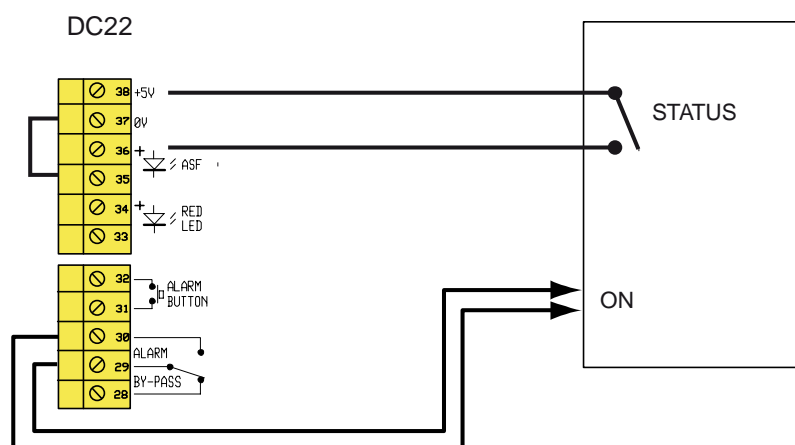 DC22
38 +5V
37 0V
STATUS
36 +
35 ASF
34 +
RED
LED
33
32
ALARM
BUTTON
31
30
ON
ALARM
29
BY-PASS
28